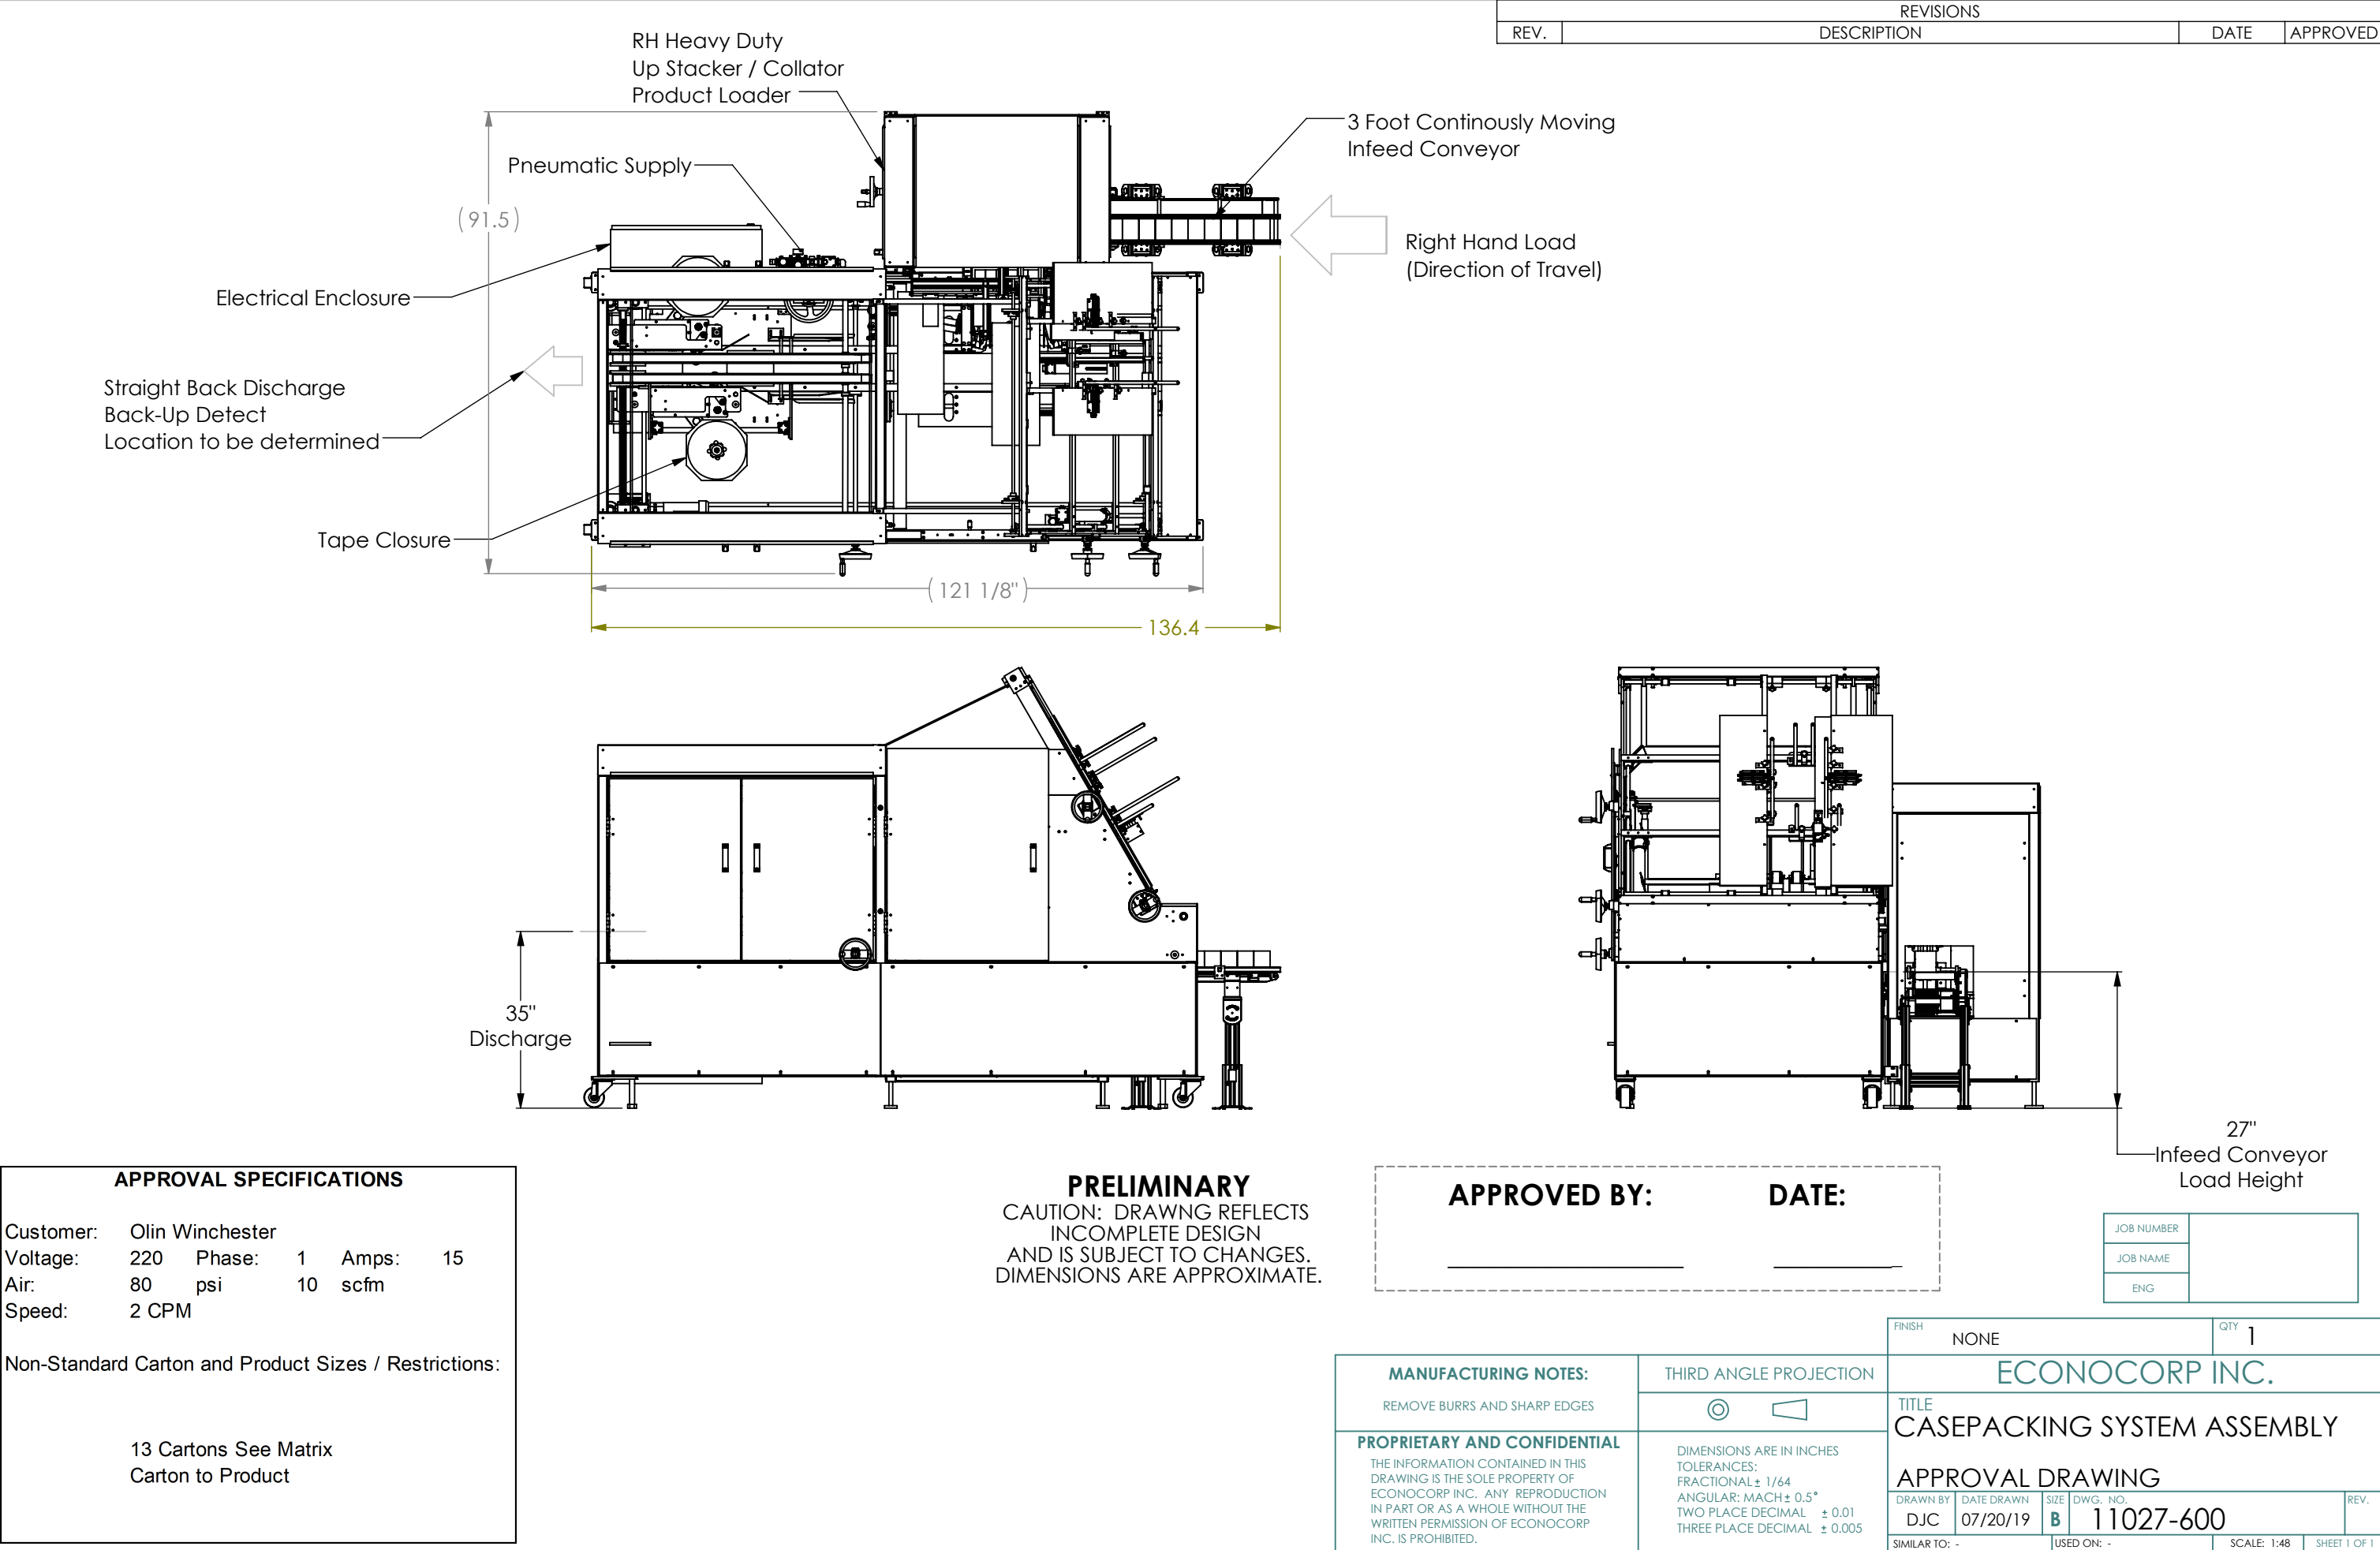 REVISIONS
REV. DESCRIPTION DATE APPROVED
RH Heavy Duty
Up Stacker / Collator
Product Loader
3 Foot Continously Moving
Infeed Conveyor
Pneumatic Supply
(91.5)
Right Hand Load
(Direction of Travel)
Electrical Enclosure
Straight Back Discharge
Back-Up Detect
Location to be determined
Tape Closure
(121 1/8")
136.4
35"
Discharge
27"
Infeed Conveyor
Load Height
APPROVAL SPECIFICATIONS
Customer: Olin Winchester
Voltage: 220 Phase: 1 Amps: 15
Air: 80 psi 10 scfm
Speed: 2 CPM
Non-Standard Carton and Product Sizes / Restrictions:
13 Cartons See Matrix
Carton to Product
PRELIMINARY
CAUTION: DRAWNG REFLECTS
INCOMPLETE DESIGN
AND IS SUBJECT TO CHANGES.
DIMENSIONS ARE APPROXIMATE.
APPROVED BY: DATE:
JOB NUMBER
JOB NAME
ENG
FINISH NONE QTY 1
MANUFACTURING NOTES:
REMOVE BURRS AND SHARP EDGES
PROPRIETARY AND CONFIDENTIAL
THE INFORMATION CONTAINED IN THIS
DRAWING IS THE SOLE PROPERTY OF
ECONOCORP INC. ANY REPRODUCTION
IN PART OR AS A WHOLE WITHOUT THE
WRITTEN PERMISSION OF ECONOCORP
INC. IS PROHIBITED.
THIRD ANGLE PROJECTION
DIMENSIONS ARE IN INCHES
TOLERANCES:
FRACTIONAL± 1/64
ANGULAR: MACH± 0.5°
TWO PLACE DECIMAL ± 0.01
THREE PLACE DECIMAL ± 0.005
ECONOCORP INC.
TITLE
CASEPACKING SYSTEM ASSEMBLY
APPROVAL DRAWING
DRAWN BY DATE DRAWN SIZE DWG. NO. REV.
DJC 07/20/19 B 11027-600
SIMILAR TO: - USED ON: - SCALE: 1:48 SHEET 1 OF 1